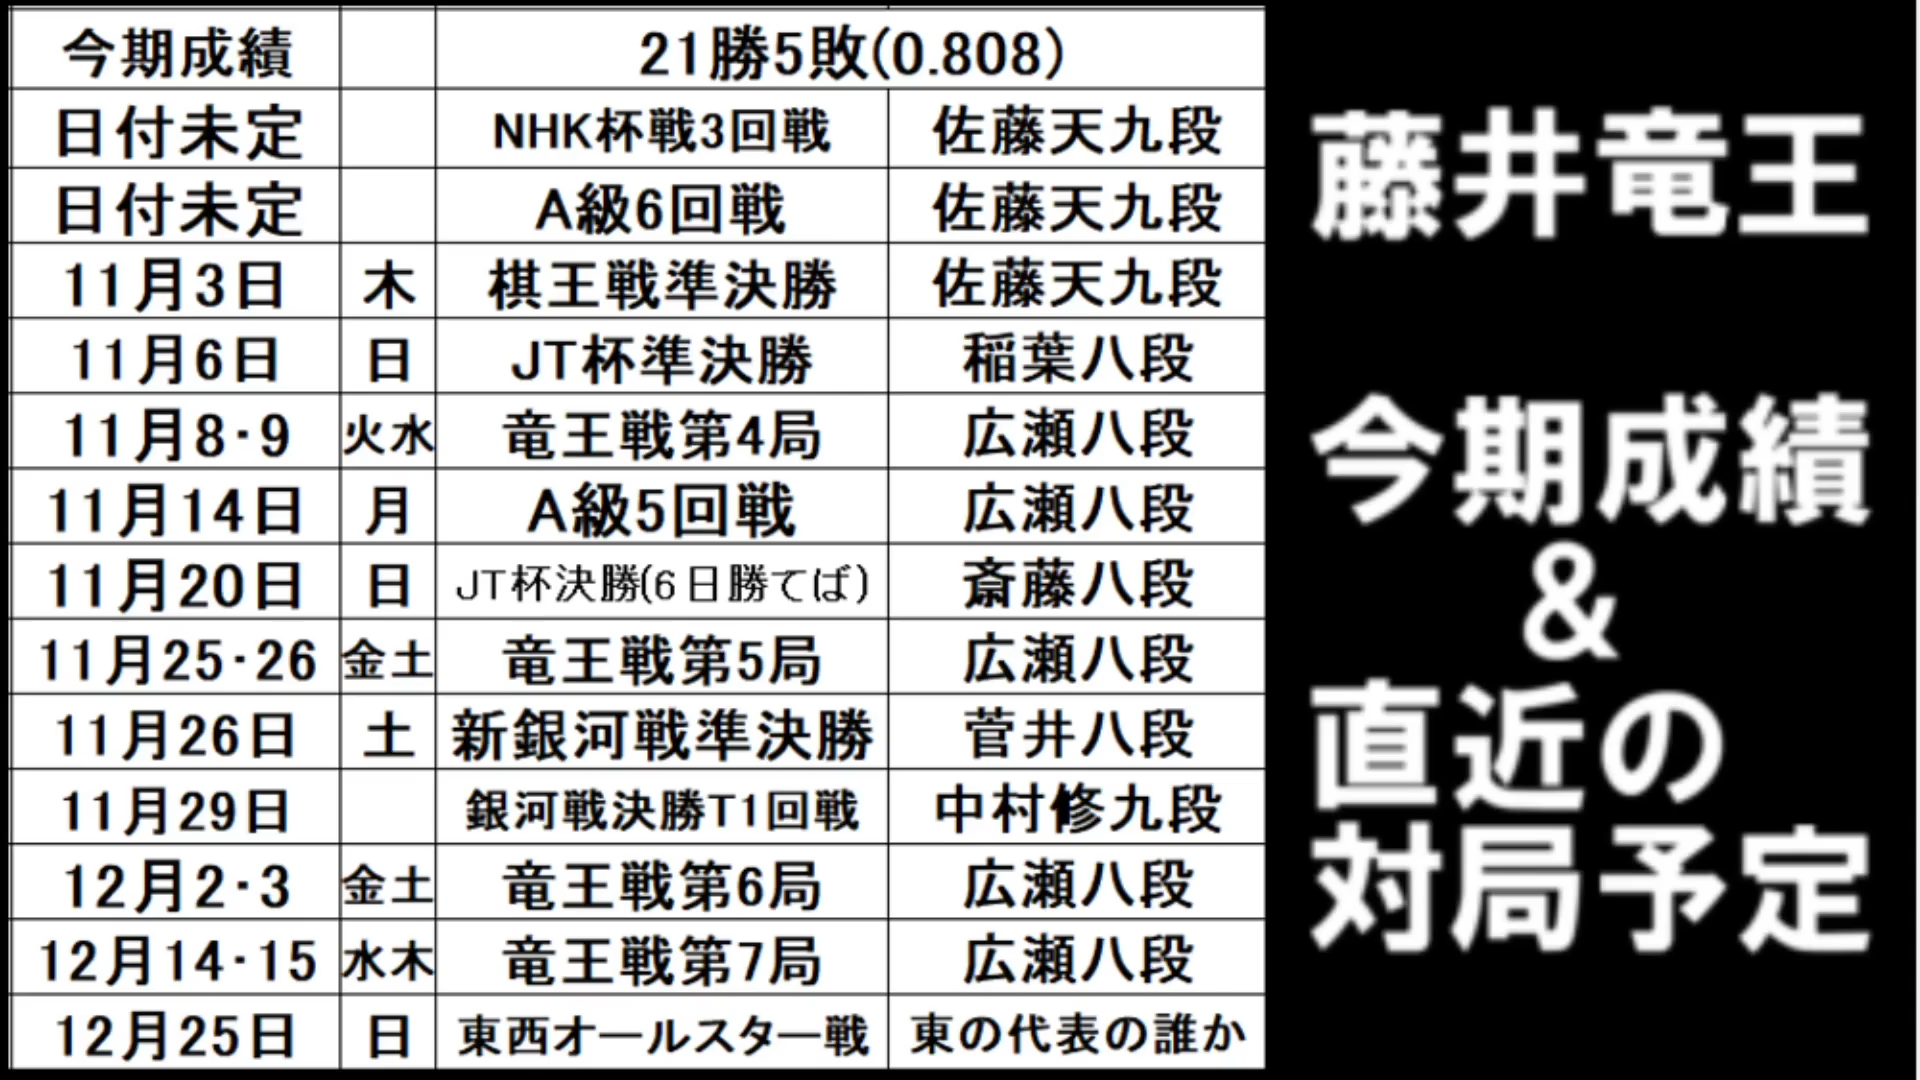 今期成績 21勝5敗(0.808)
日付未定 NHK杯戦3回戦 佐藤天九段
日付未定 A級6回戦 佐藤天九段
11月3日 木 棋王戦準決勝 佐藤天九段
11月6日 日 JT杯準決勝 稲葉八段
11月8·9 火水 竜王戦第4局 広瀬八段
11月14日 月 A級5回戦 広瀬八段
11月20日 日 JT杯決勝(6日勝てば) 斎藤八段
11月25·26 金土 竜王戦第5局 広瀬八段
11月26日 土 新銀河戦準決勝 菅井八段
11月29日 銀河戦決勝T1回戦 中村修九段
12月2·3 金土 竜王戦第6局 広瀬八段
12月14·15 水木 竜王戦第7局 広瀬八段
12月25日 日 東西オールスター戦 東の代表の誰か
藤井竜王
今期成績
&
直近の
対局予定